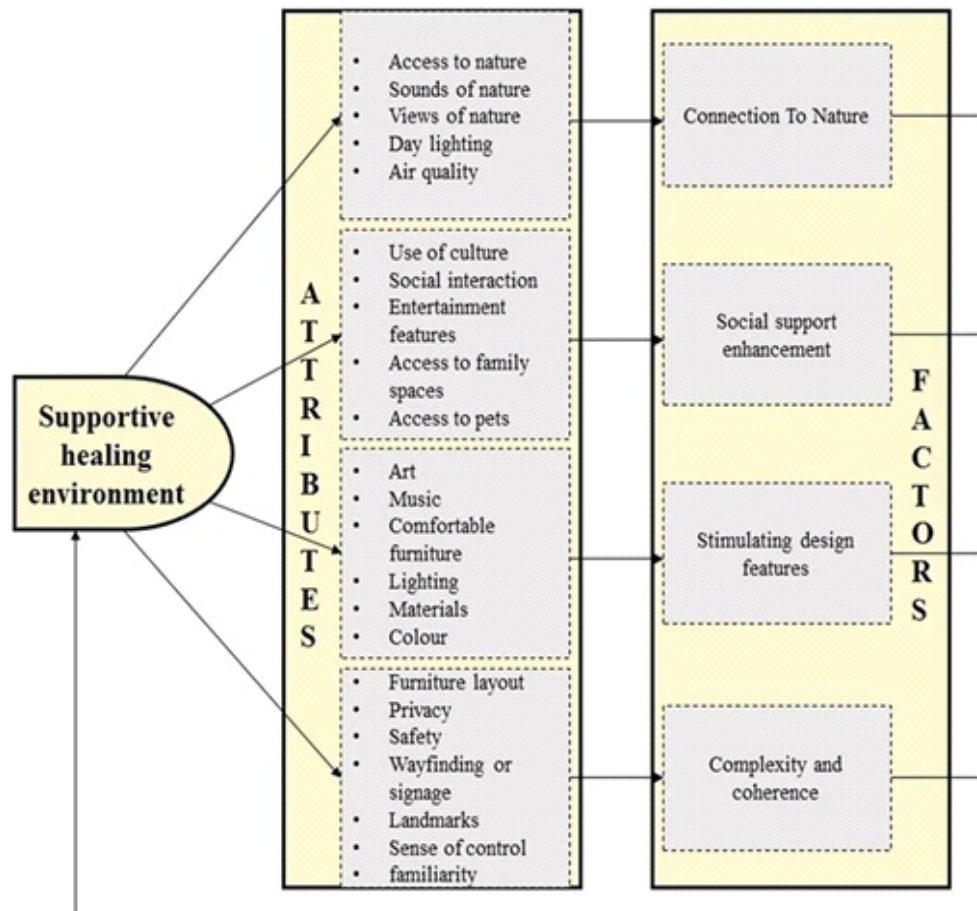 Supportive
healing
environment
ATTRIBUTES
• Access to nature
• Sounds of nature
• Views of nature
• Day lighting
• Air quality
• Use of culture
• Social interaction
• Entertainment
features
• Access to family
spaces
• Access to pets
• Art
• Music
• Comfortable
furniture
• Lighting
• Materials
• Colour
• Furniture layout
• Privacy
• Safety
• Wayfinding or
signage
• Landmarks
• Sense of control
• familiarity
Connection To Nature
Social support
enhancement
Stimulating design
features
Complexity and
coherence
FACTORS